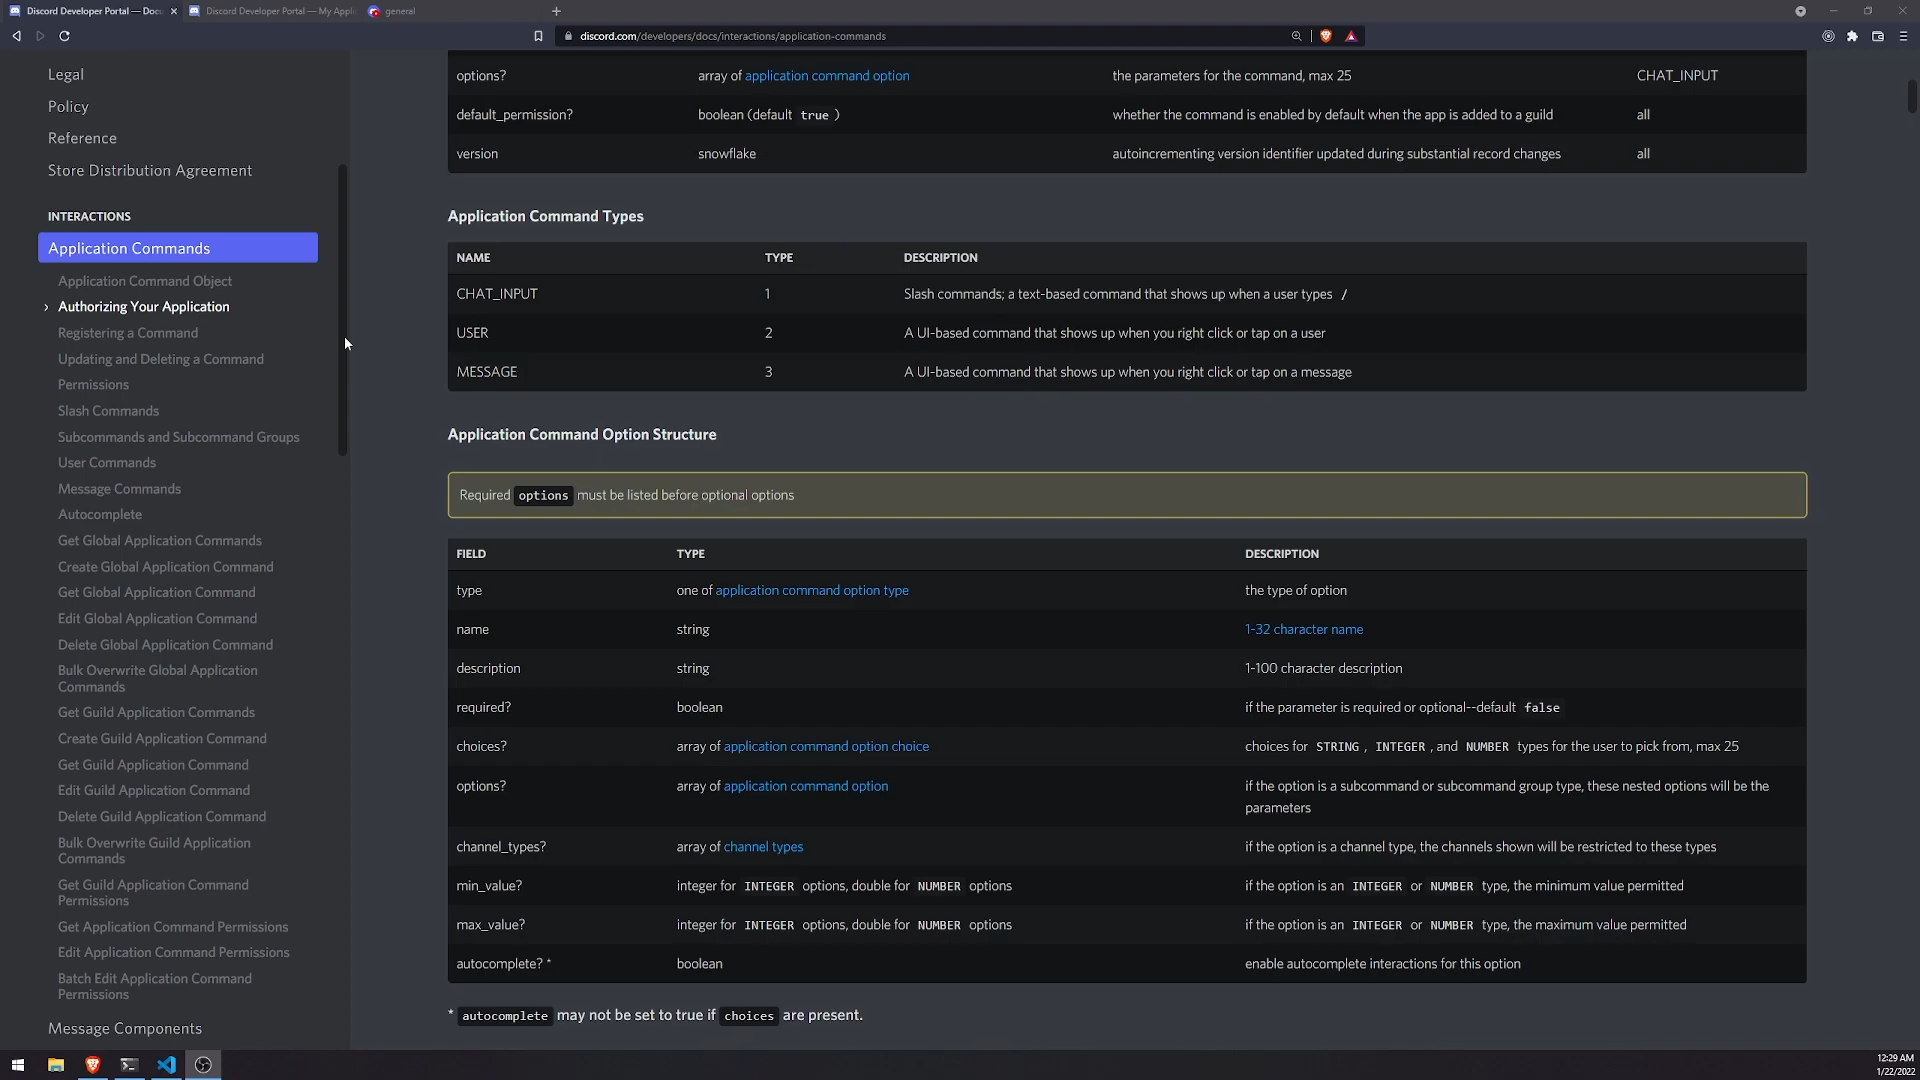 Discord Developer Portal — Docu
Discord Developer Portal — My Appli
general
discord.com/developers/docs/interactions/application-commands
Legal
Policy
Reference
Store Distribution Agreement
INTERACTIONS
Application Commands
Application Command Object
Authorizing Your Application
Registering a Command
Updating and Deleting a Command
Permissions
Slash Commands
Subcommands and Subcommand Groups
User Commands
Message Commands
Autocomplete
Get Global Application Commands
Create Global Application Command
Get Global Application Command
Edit Global Application Command
Delete Global Application Command
Bulk Overwrite Global Application
Commands
Get Guild Application Commands
Create Guild Application Command
Get Guild Application Command
Edit Guild Application Command
Delete Guild Application Command
Bulk Overwrite Guild Application
Commands
Get Guild Application Command
Permissions
Get Application Command Permissions
Edit Application Command Permissions
Batch Edit Application Command
Permissions
Message Components
options? array of application command option the parameters for the command, max 25 CHAT_INPUT
default_permission? boolean (default true ) whether the command is enabled by default when the app is added to a guild all
version snowflake autoincrementing version identifier updated during substantial record changes all
Application Command Types
NAME TYPE DESCRIPTION
CHAT_INPUT 1 Slash commands; a text-based command that shows up when a user types /
USER 2 A UI-based command that shows up when you right click or tap on a user
MESSAGE 3 A UI-based command that shows up when you right click or tap on a message
Application Command Option Structure
Required options must be listed before optional options
FIELD TYPE DESCRIPTION
type one of application command option type the type of option
name string 1-32 character name
description string 1-100 character description
required? boolean if the parameter is required or optional--default false
choices? array of application command option choice choices for STRING , INTEGER , and NUMBER types for the user to pick from, max 25
options? array of application command option if the option is a subcommand or subcommand group type, these nested options will be the
parameters
channel_types? array of channel types if the option is a channel type, the channels shown will be restricted to these types
min_value? integer for INTEGER options, double for NUMBER options if the option is an INTEGER or NUMBER type, the minimum value permitted
max_value? integer for INTEGER options, double for NUMBER options if the option is an INTEGER or NUMBER type, the maximum value permitted
autocomplete? * boolean enable autocomplete interactions for this option
* autocomplete may not be set to true if choices are present.
12:29 AM
1/22/2022